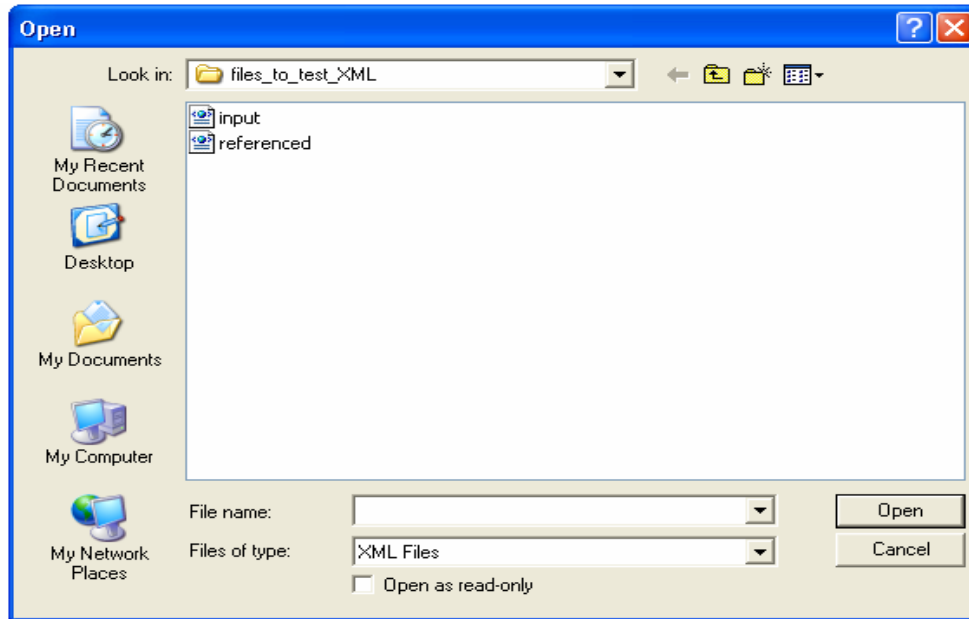 Open
Look in:
files_to_test_XML
input
referenced
My Recent
Documents
Desktop
My Documents
My Computer
My Network
Places
File name:
Open
Files of type:
XML Files
Cancel
Open as read-only